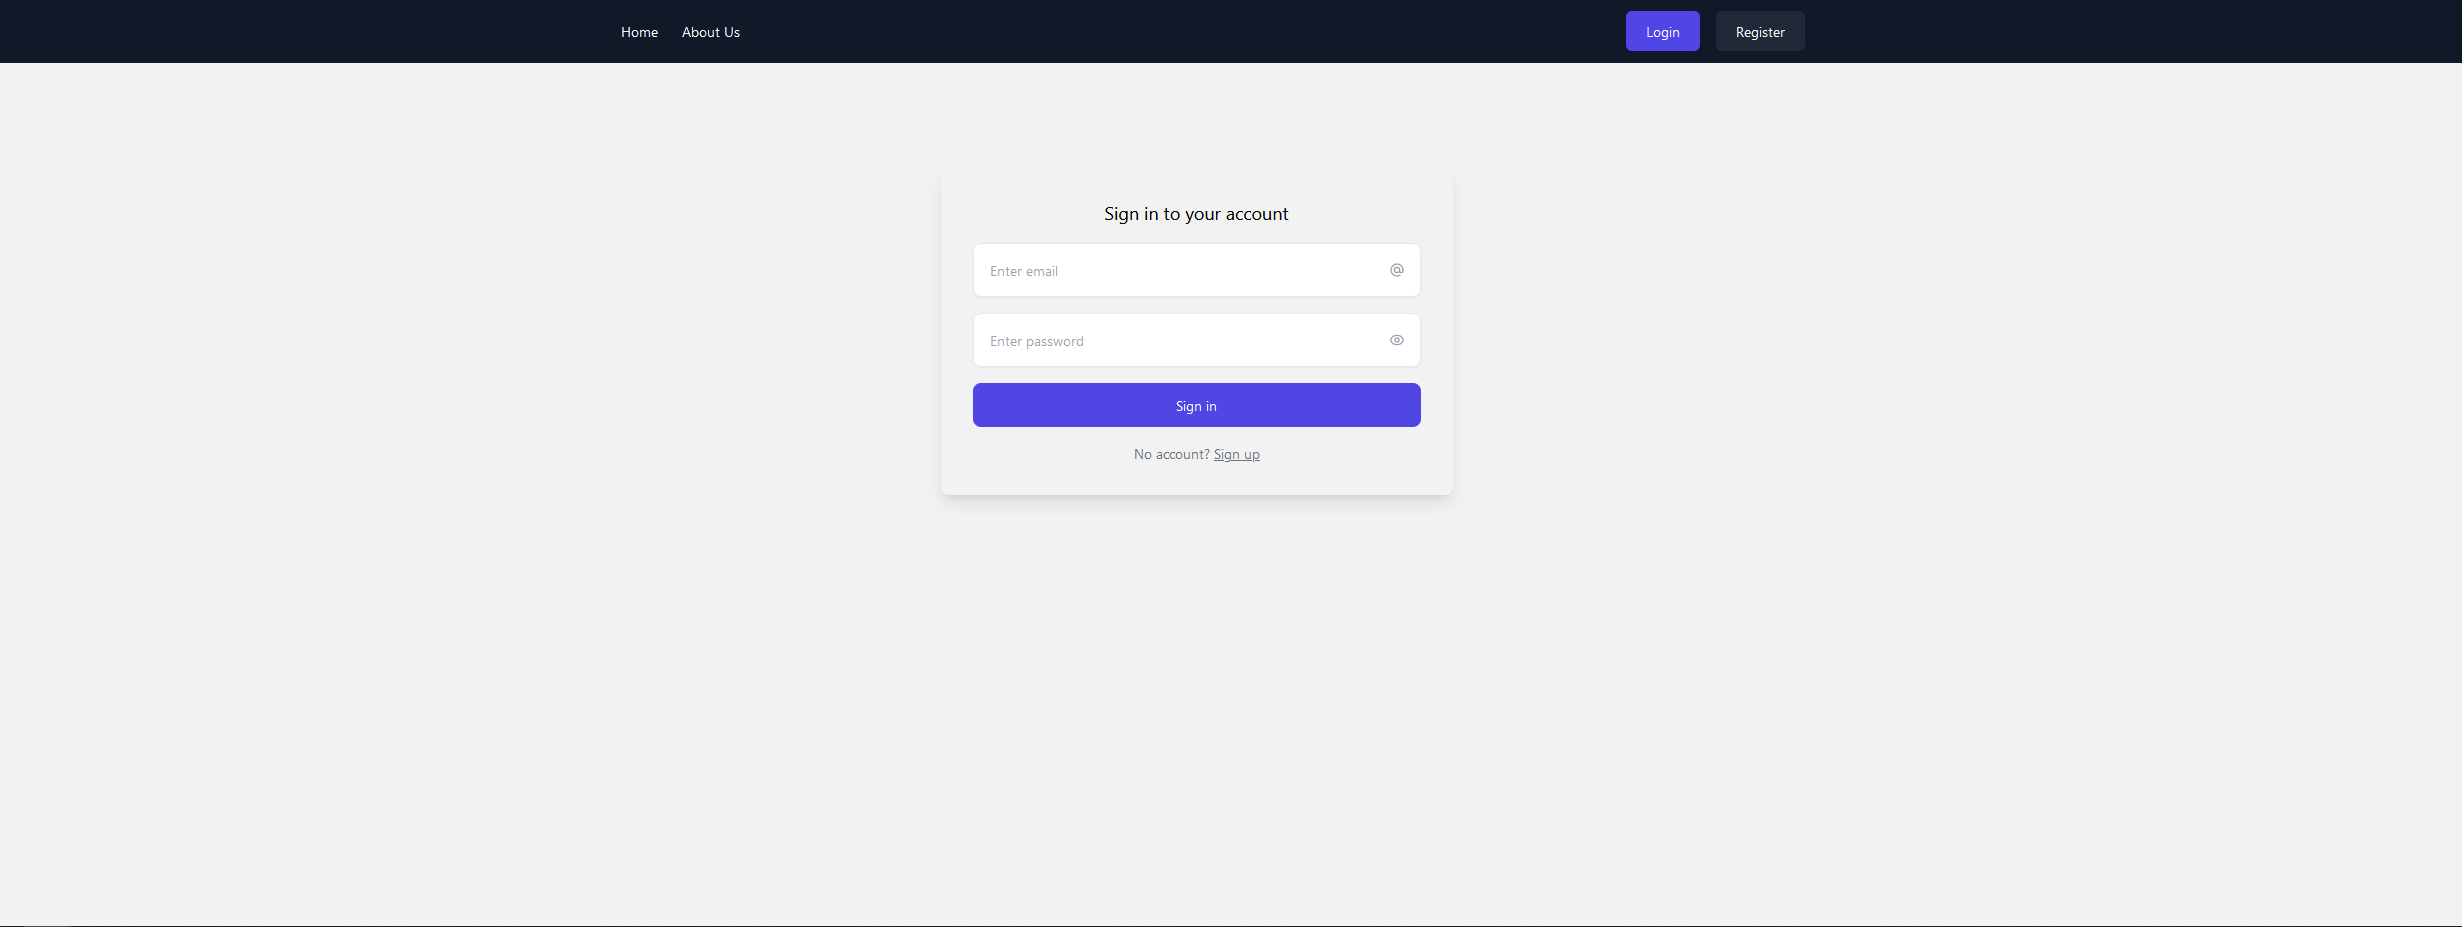 Home About Us Login Register
Sign in to your account
Enter email
Enter password
Sign in
No account? Sign up